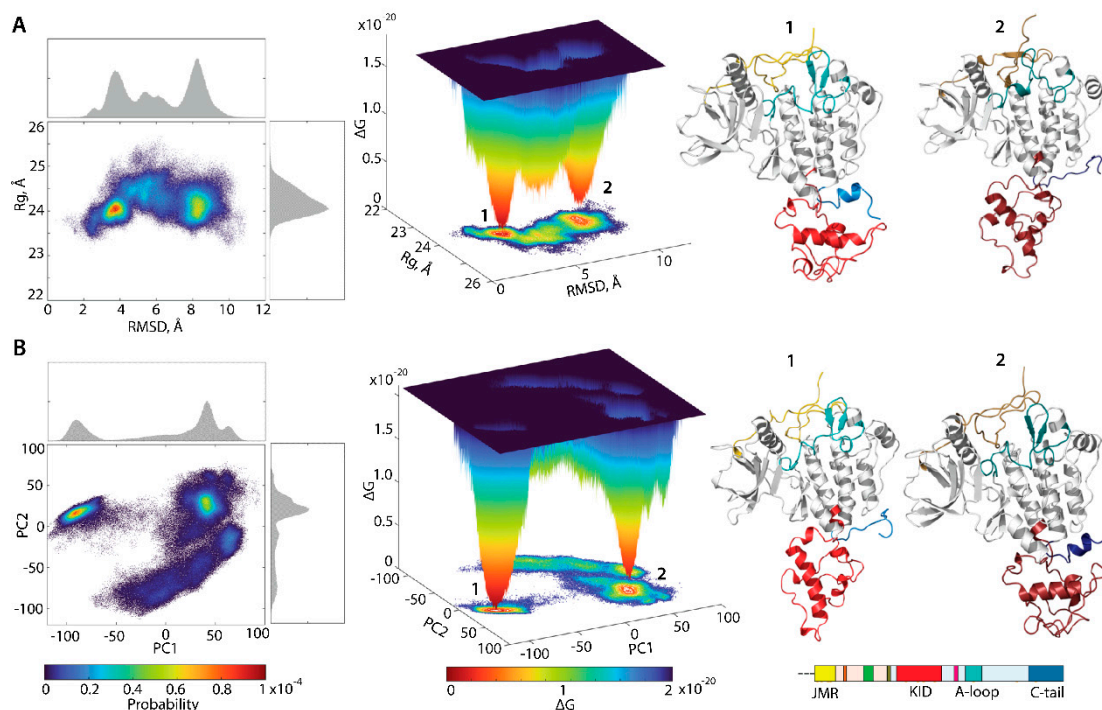 A
x10 -20
1.5
1.0
0.5
0
ΔG
1
2
26
25
24
23
22
Rg, Å
0 2 4 6 8 10 12
RMSD, Å
22
23
24
26
Rg, Å
0
5
10
RMSD, Å
1
2
B
x10 -20
1.5
1.0
0.5
0
ΔG
1
2
100
50
0
-50
-100
PC2
-100 -50 0 50 100
PC1
-100
-50
0
50
100
PC2
-100
-50
0
50
100
PC1
1
2
0 0.2 0.4 0.6 0.8 1 x10 -4
Probability
0 1 2 x10 -20
ΔG
JMR KID A-loop C-tail